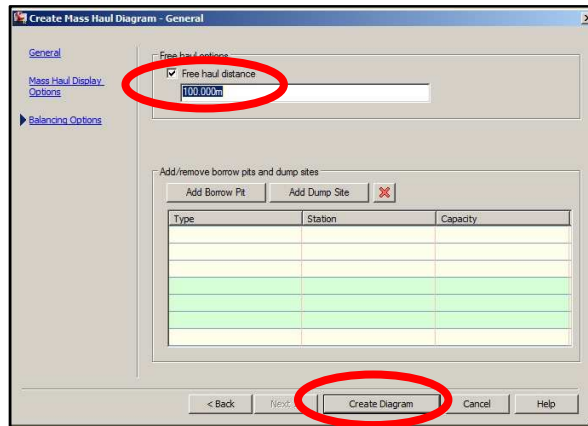 Create Mass Haul Diagram - General
General
Mass Haul Display
Options
Balancing Options
Free haul options
Free haul distance
100.000m
Add/remove borrow pits and dump sites
Add Borrow Pit Add Dump Site
Type Station Capacity
< Back Next Create Diagram Cancel Help